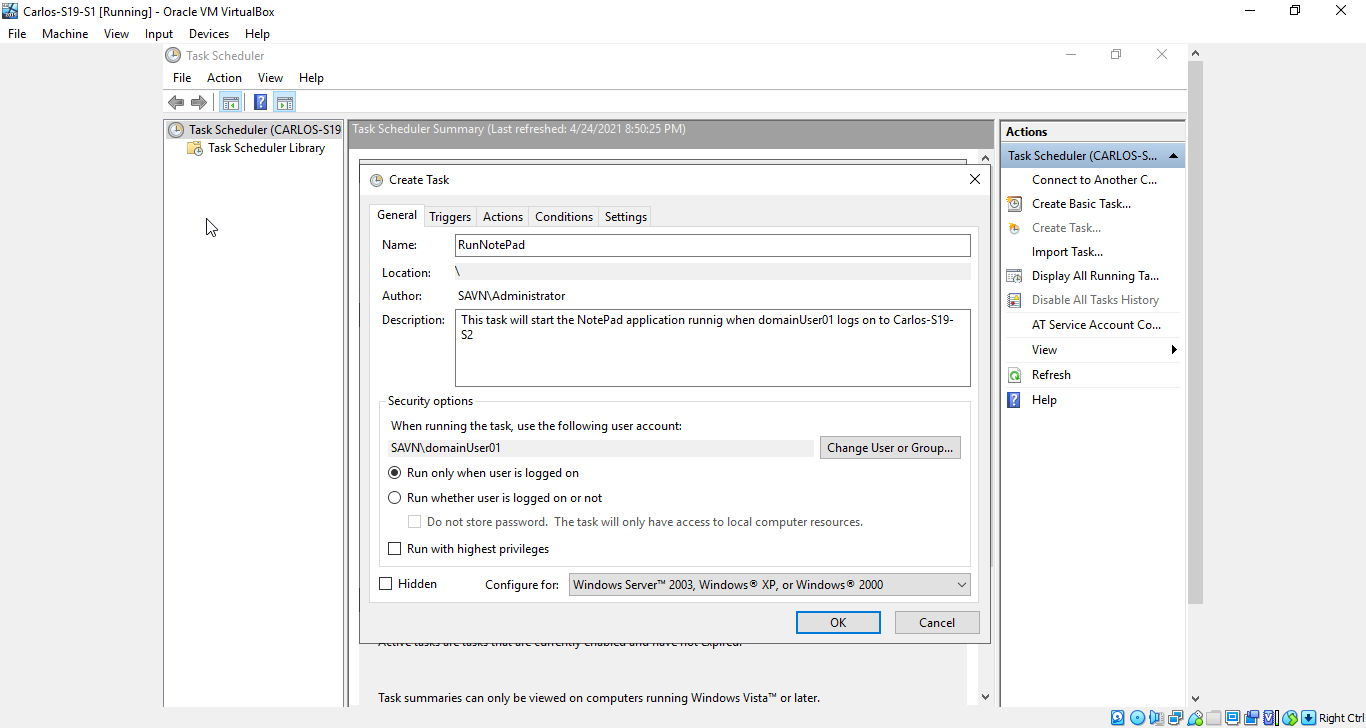 Carlos-S19-S1 [Running] - Oracle VM VirtualBox
File Machine View Input Devices Help
Task Scheduler
File Action View Help
Task Scheduler (CARLOS-S19
Task Scheduler Library
Task Scheduler Summary (Last refreshed: 4/24/2021 8:50:25 PM)
Create Task
General Triggers Actions Conditions Settings
Name: RunNotePad
Location: \
Author: SAVN\Administrator
Description: This task will start the NotePad application runnig when domainUser01 logs on to Carlos-S19-
S2
Security options
When running the task, use the following user account:
SAVN\domainUser01 Change User or Group...
Run only when user is logged on
Run whether user is logged on or not
Do not store password. The task will only have access to local computer resources.
Run with highest privileges
Hidden Configure for: Windows Server™ 2003, Windows® XP, or Windows® 2000
OK Cancel
Active tasks are tasks that are currently enabled and have not expired.
Task summaries can only be viewed on computers running Windows Vista™ or later.
Actions
Task Scheduler (CARLOS-S...
Connect to Another C...
Create Basic Task...
Create Task...
Import Task...
Display All Running Ta...
Disable All Tasks History
AT Service Account Co...
View
Refresh
Help
Right Ctrl